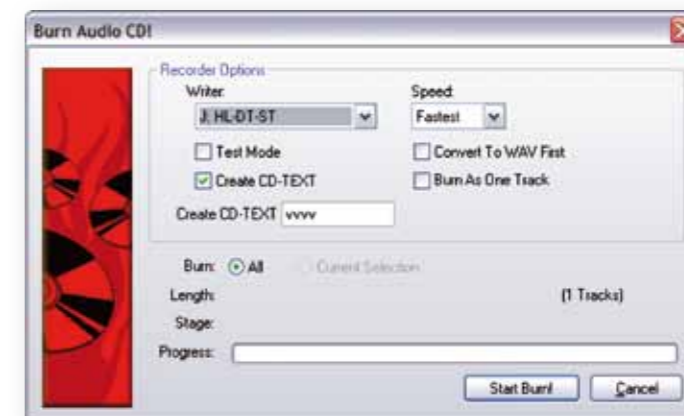 Burn Audio CD!
Recorder Options
Writer: Speed:
J: HL-DT-ST Fastest
Test Mode Convert To WAV First
Create CD-TEXT Burn As One Track
Create CD-TEXT vvvv
Burn: All Current Selection
Length: (1 Tracks)
Stage:
Progress:
Start Burn! Cancel